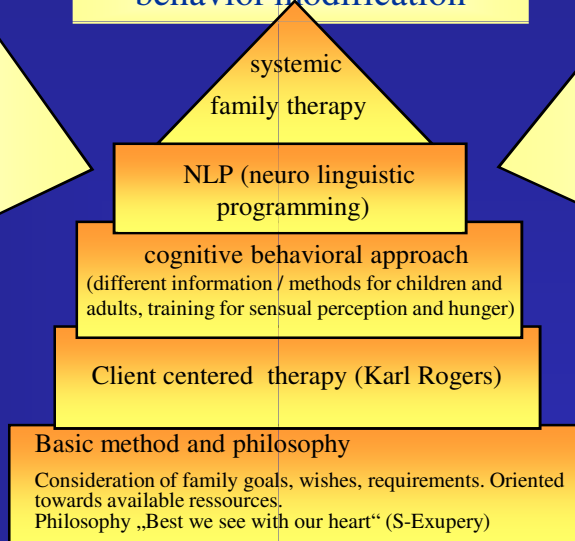 behavior modification
systemic
family therapy
NLP (neuro linguistic
programming)
cognitive behavioral approach
(different information / methods for children and
adults, training for sensual perception and hunger)
Client centered therapy (Karl Rogers)
Basic method and philosophy
Consideration of family goals, wishes, requirements. Oriented
towards available ressources.
Philosophy „Best we see with our heart“ (S-Exupery)